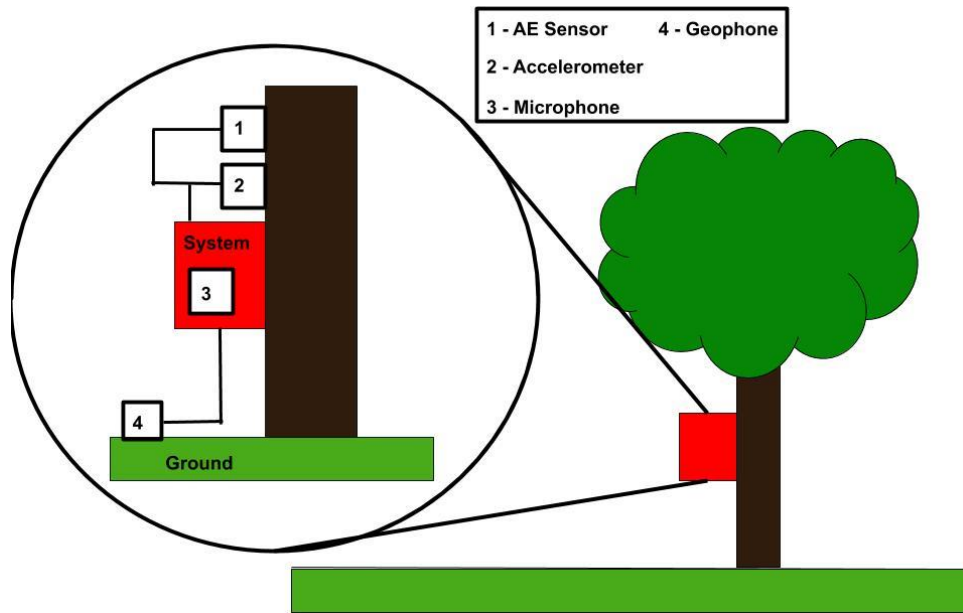 1 - AE Sensor 4 - Geophone
2 - Accelerometer
3 - Microphone
1
2
System
3
4
Ground